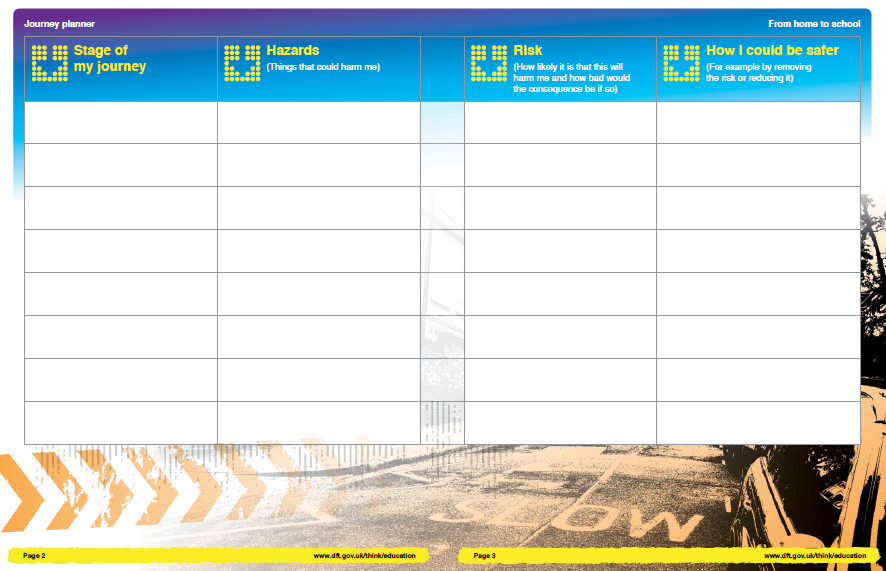 Journey planner
From home to school
Stage of
my journey
Hazards
(Things that could harm me)
Risk
(How likely it is that this will
harm me and how bad would
the consequence be if so)
How I could be safer
(For example by removing
the risk or reducing it)
SLOW
Page 2
www.dft.gov.uk/think/education
Page 3
www.dft.gov.uk/think/education